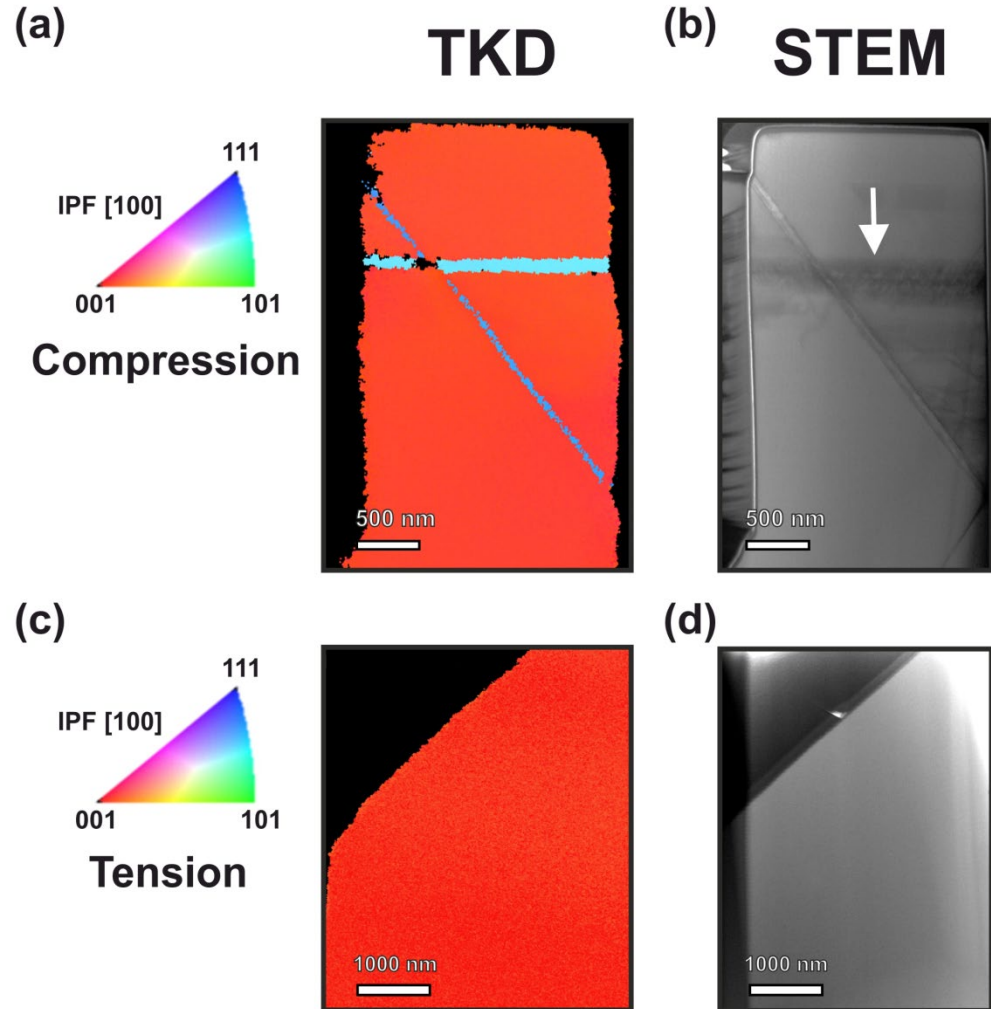 (a)
TKD
(b)
STEM
111
IPF [100]
001
101
Compression
500 nm
500 nm
(c)
(d)
111
IPF [100]
001
101
Tension
1000 nm
1000 nm